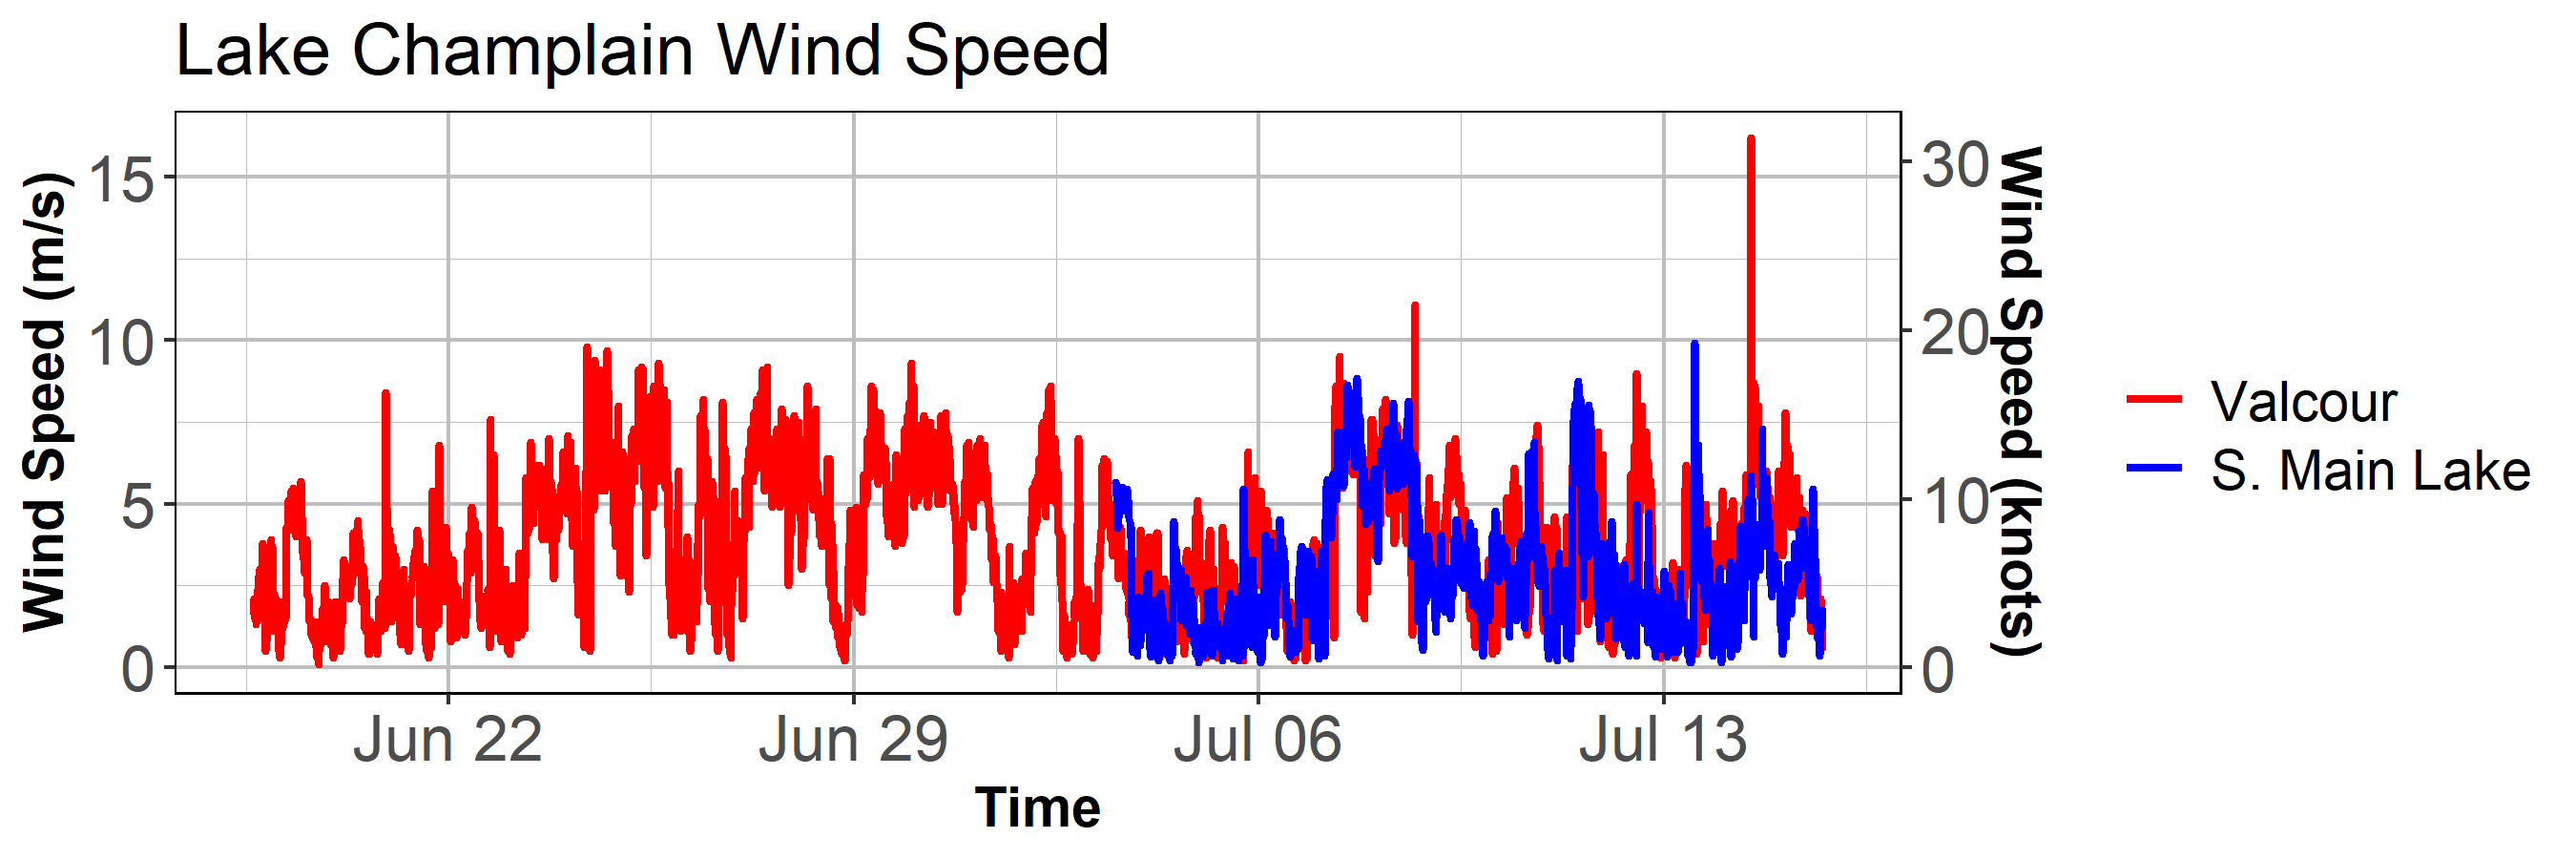 Lake Champlain Wind Speed
Wind Speed (m/s)
15
10
5
0
30
20
10
0
Wind Speed (knots)
Jun 22
Jun 29
Jul 06
Jul 13
Time
Valcour
S. Main Lake